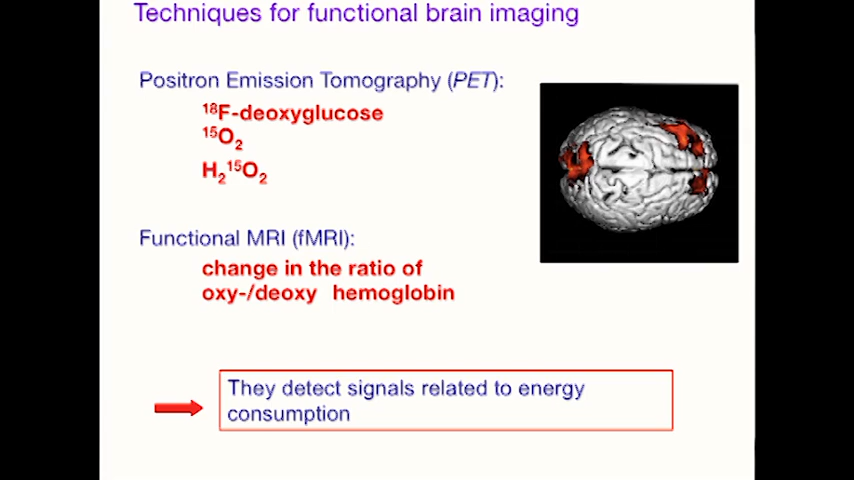 Techniques for functional brain imaging
Positron Emission Tomography (PET):
¹⁸F-deoxyglucose
¹⁵O₂
H₂¹⁵O₂
Functional MRI (fMRI):
change in the ratio of
oxy-/deoxy hemoglobin
They detect signals related to energy
consumption